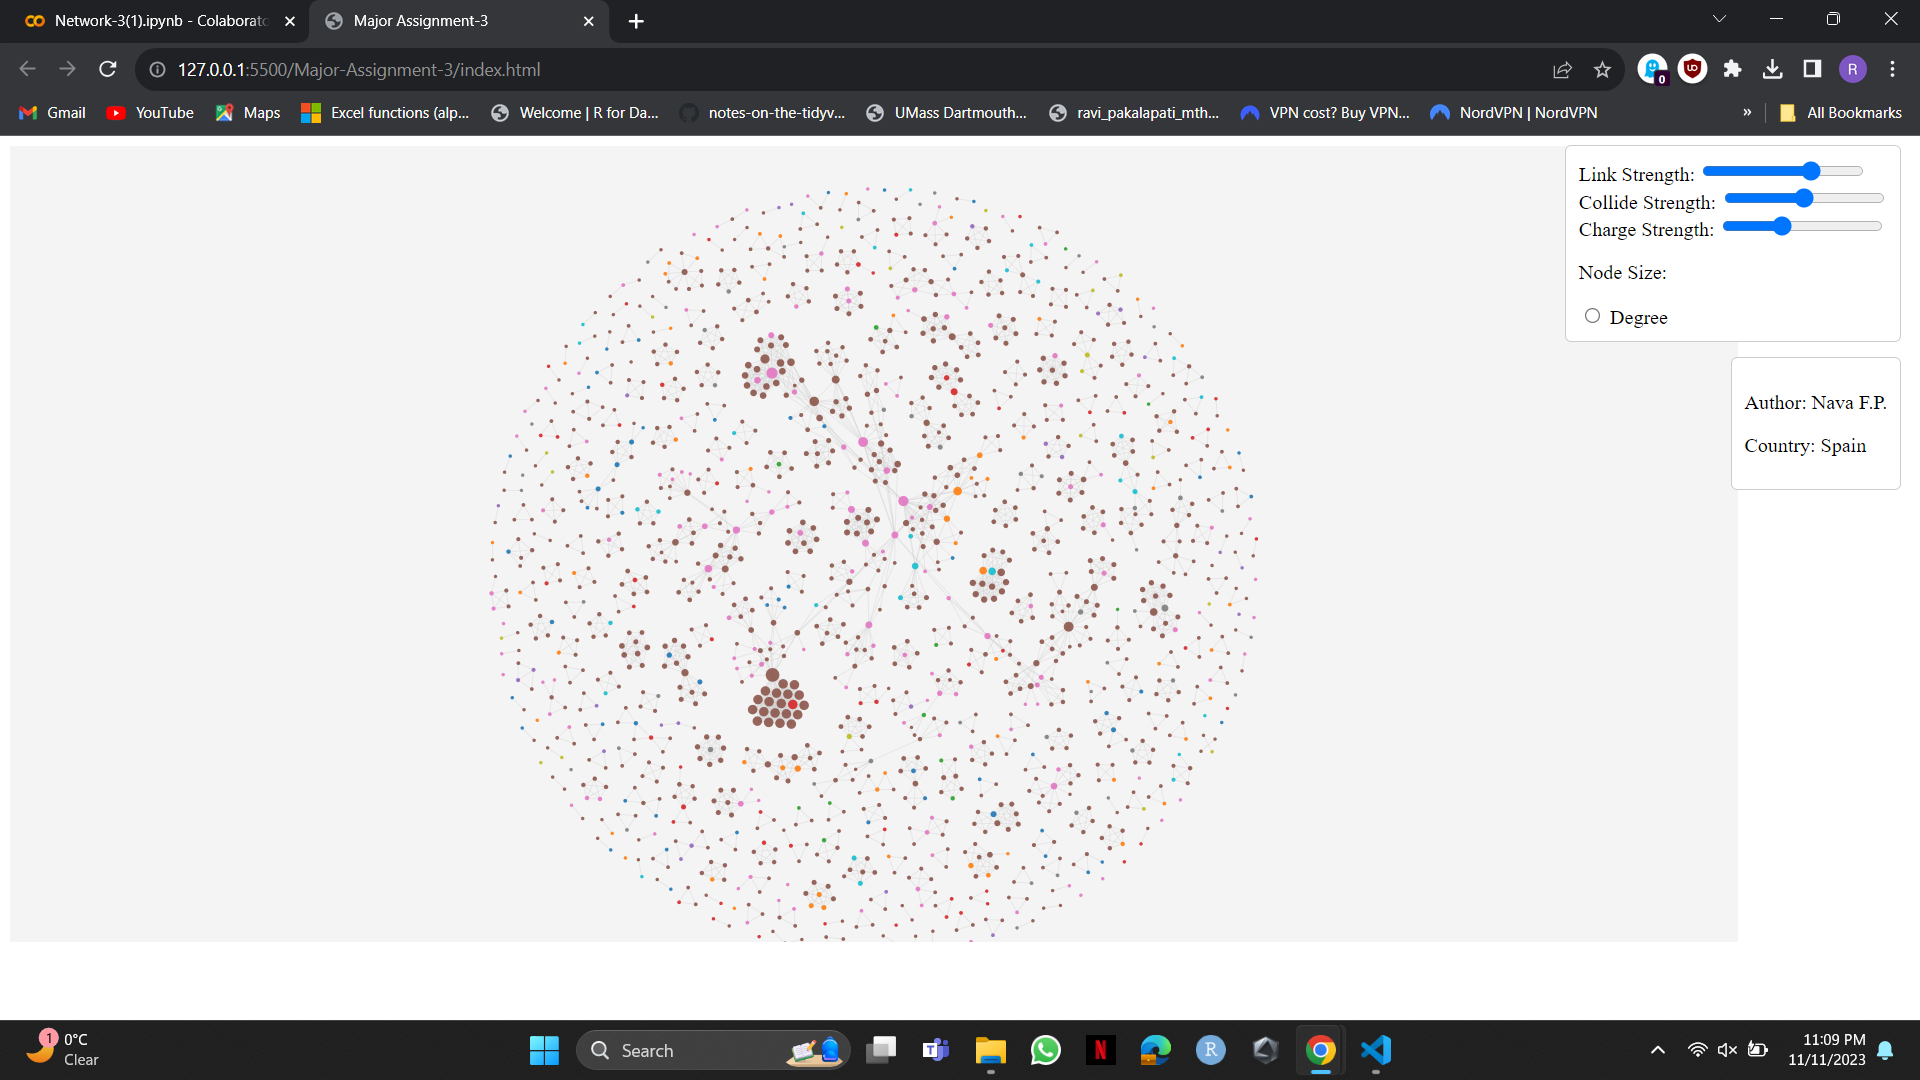 Network-3(1).ipynb - Colaborato
Major Assignment-3
127.0.0.1:5500/Major-Assignment-3/index.html
0
R
Gmail
YouTube
Maps
Excel functions (alp...
Welcome | R for Da...
notes-on-the-tidyv...
UMass Dartmouth...
ravi_pakalapati_mth...
VPN cost? Buy VPN...
NordVPN | NordVPN
»
All Bookmarks
Link Strength:
Collide Strength:
Charge Strength:
Node Size:
Degree
Author: Nava F.P.
Country: Spain
1
0°C
Clear
Search
T
N
R
11:09 PM
11/11/2023